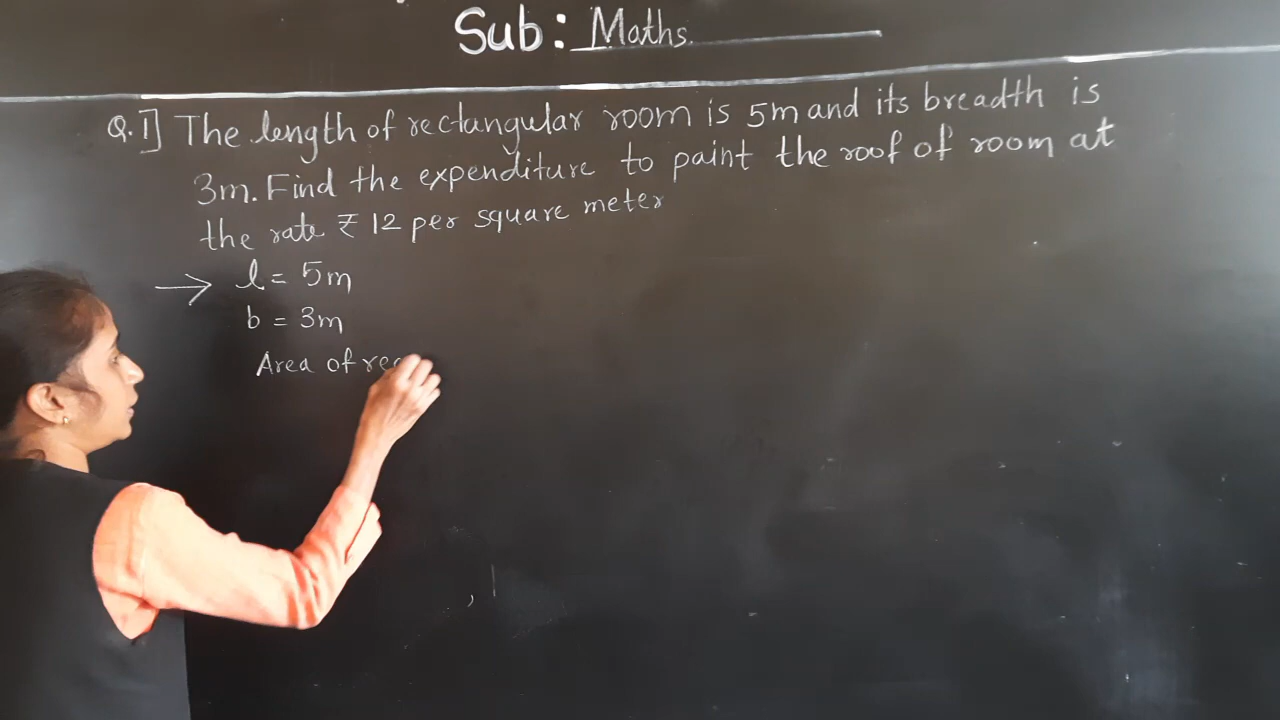 Sub: Maths.
Q.1] The length of rectangular room is 5m and its breadth is
3m. Find the expenditure to paint the roof of room at
the rate ₹ 12 per square meter
→ l = 5m
b = 3m
Area of rec